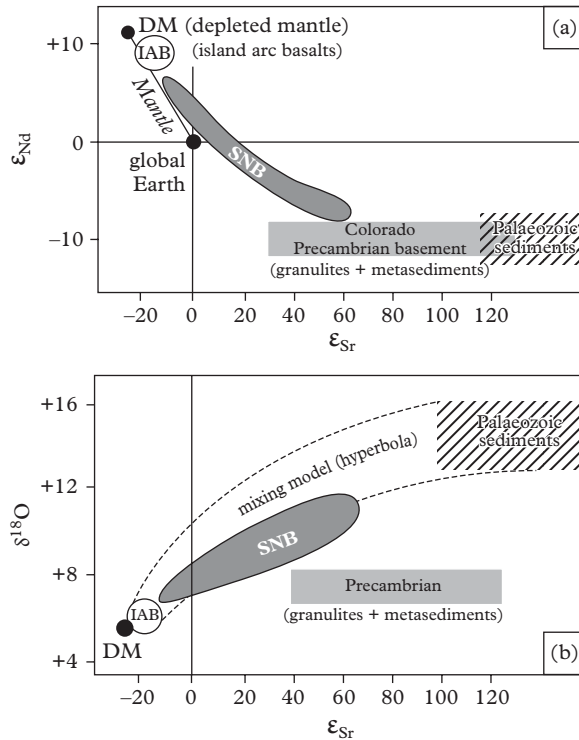 DM (depleted mantle)
(a)
IAB
(island arc basalts)
+10
Mantle
εNd
0
SNB
global
Earth
Colorado
Precambrian basement
(granulites + metasediments)
Palaeozoic
sediments
−10
−20 0 20 40 60 80 100 120
εSr
+16
Palaeozoic
sediments
mixing model (hyperbola)
+12
δ18O
SNB
+8
Precambrian
(granulites + metasediments)
IAB
DM
+4
(b)
−20 0 20 40 60 80 100 120
εSr